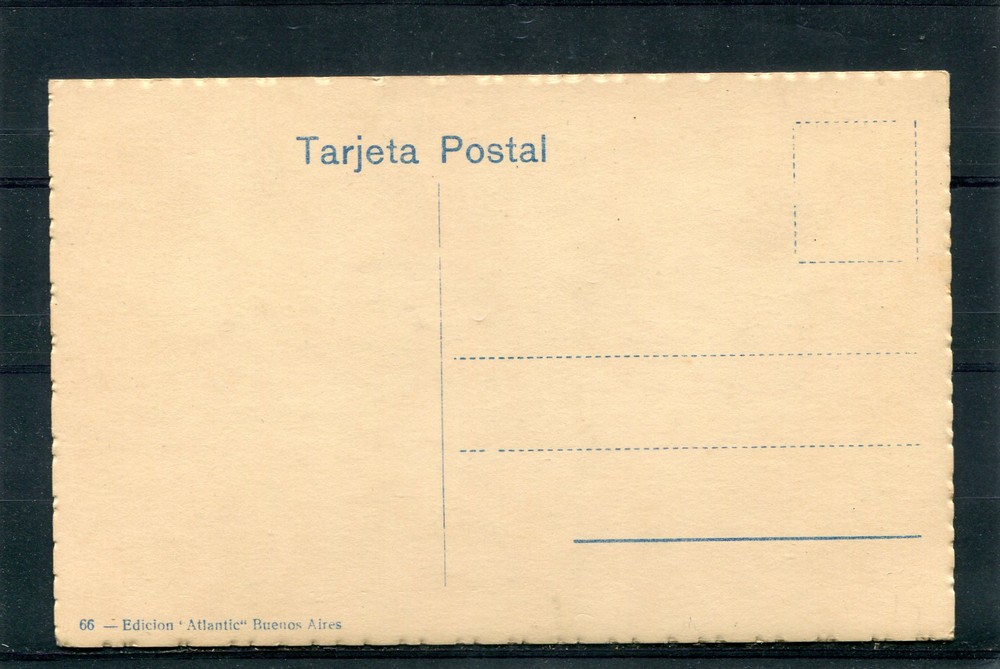 Tarjeta Postal
66 — Edicion ‘Atlantic“ Buenos Aires